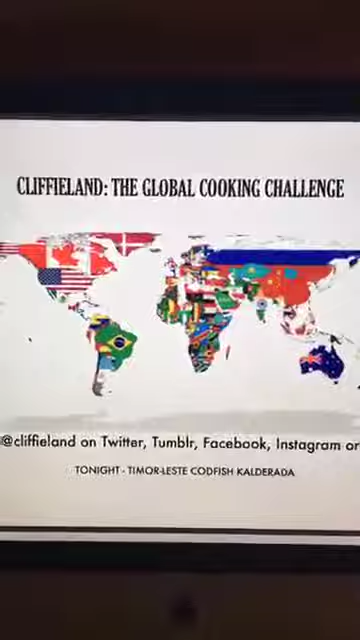 CLIFFIELAND: THE GLOBAL COOKING CHALLENGE
@cliffieland on Twitter, Tumblr, Facebook, Instagram or
TONIGHT - TIMOR-LESTE CODFISH KALDERADA